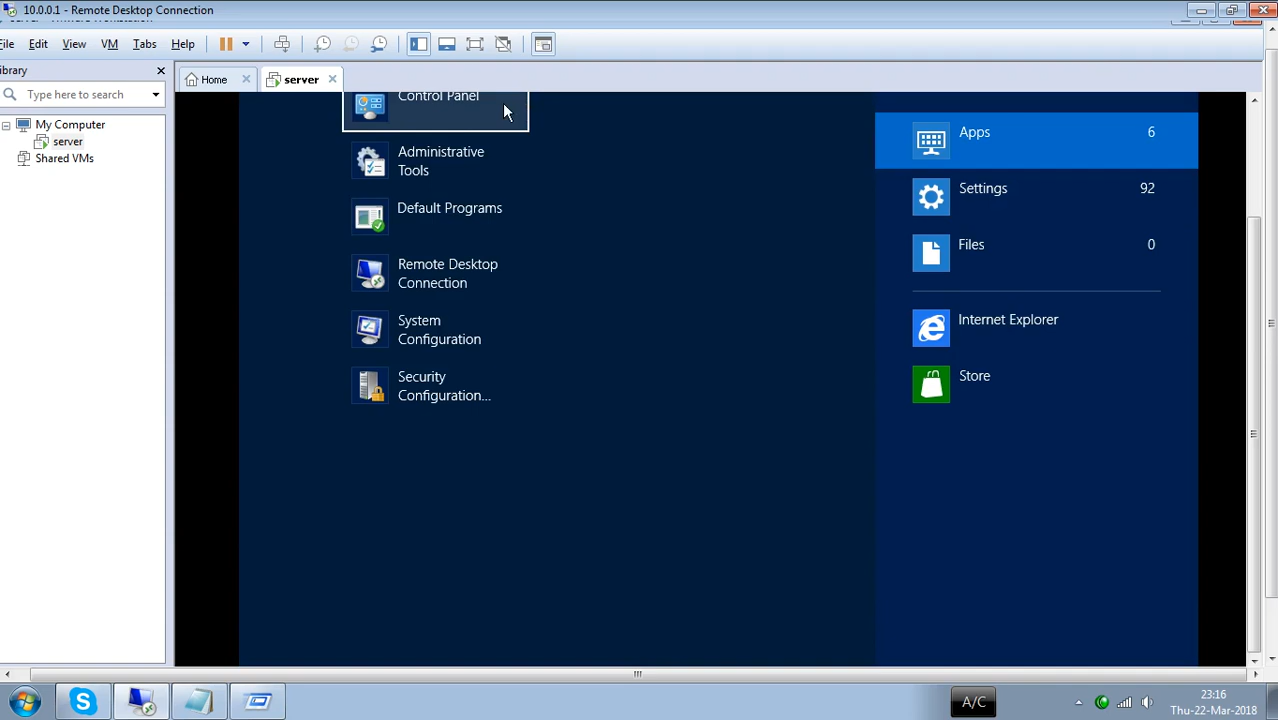 10.0.0.1 - Remote Desktop Connection
File Edit View VM Tabs Help
Library
Home
server
Type here to search
My Computer
server
Shared VMs
Control Panel
Administrative
Tools
Default Programs
Remote Desktop
Connection
System
Configuration
Security
Configuration...
Apps 6
Settings 92
Files 0
Internet Explorer
Store
A/C
23:16
Thu-22-Mar-2018